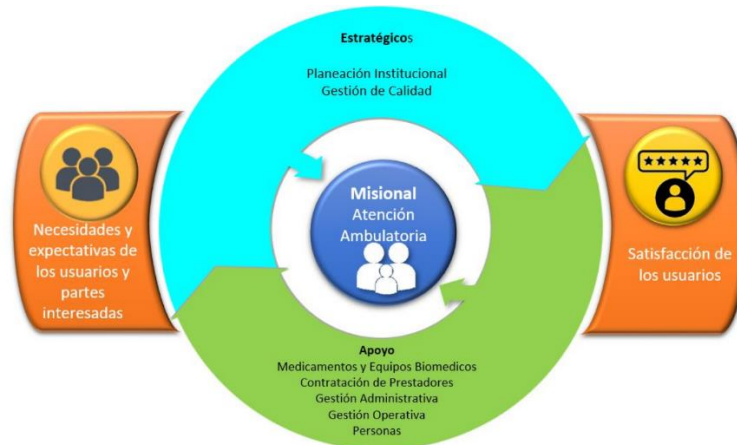 Estratégicos
Planeación Institucional
Gestión de Calidad
Necesidades y
expectativas de
los usuarios y
partes
interesadas
Misional
Atención
Ambulatoria
Satisfacción de
los usuarios
Apoyo
Medicamentos y Equipos Biomedicos
Contratación de Prestadores
Gestión Administrativa
Gestión Operativa
Personas